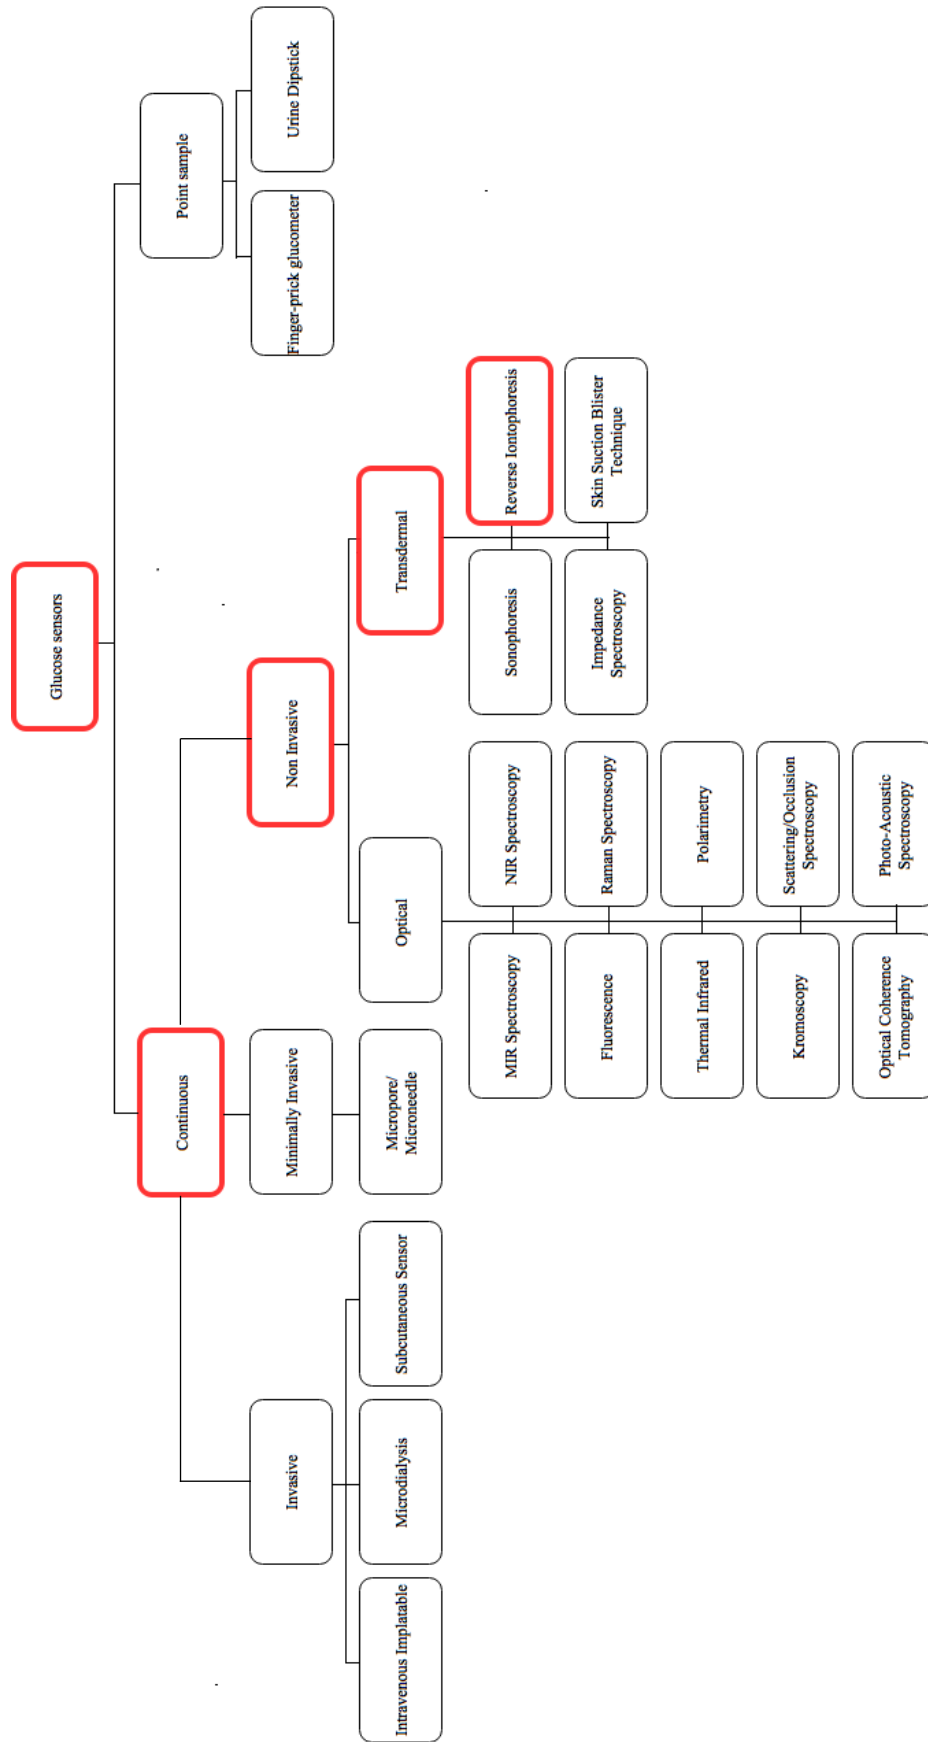 Glucose sensors
Continuous
Point sample
Invasive
Minimally Invasive
Non Invasive
Finger-prick glucometer
Urine Dipstick
Intravenous Implatable
Microdialysis
Subcutaneous Sensor
Micropore/
Microneedle
Optical
Transdermal
MIR Spectroscopy
NIR Spectroscopy
Fluorescence
Raman Spectroscopy
Thermal Infrared
Polarimetry
Kromoscopy
Scattering/Occlusion
Spectroscopy
Optical Coherence
Tomography
Photo-Acoustic
Spectroscopy
Sonophoresis
Reverse Iontophoresis
Impedance
Spectroscopy
Skin Suction Blister
Technique